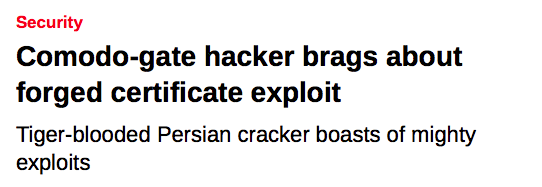 Security
Comodo-gate hacker brags about
forged certificate exploit
Tiger-blooded Persian cracker boasts of mighty
exploits